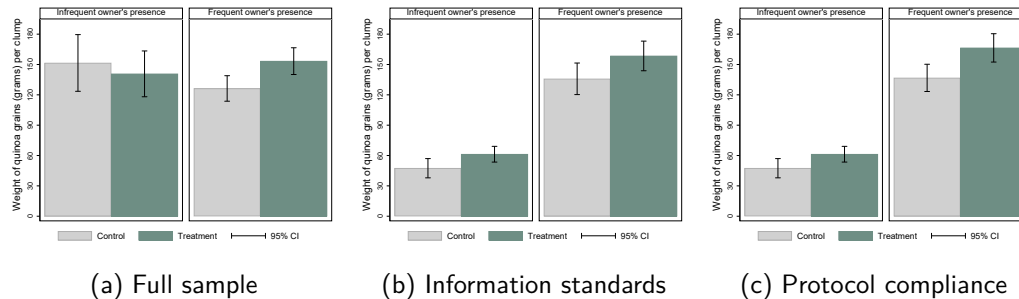 Infrequent owner's presence Frequent owner's presence
Weight of quinoa grains (grams) per clump
180
150
120
90
60
30
0
Control Treatment 95% CI
(a) Full sample
Infrequent owner's presence Frequent owner's presence
Weight of quinoa grains (grams) per clump
180
150
120
90
60
30
0
Control Treatment 95% CI
(b) Information standards
Infrequent owner's presence Frequent owner's presence
Weight of quinoa grains (grams) per clump
180
150
120
90
60
30
0
Control Treatment 95% CI
(c) Protocol compliance